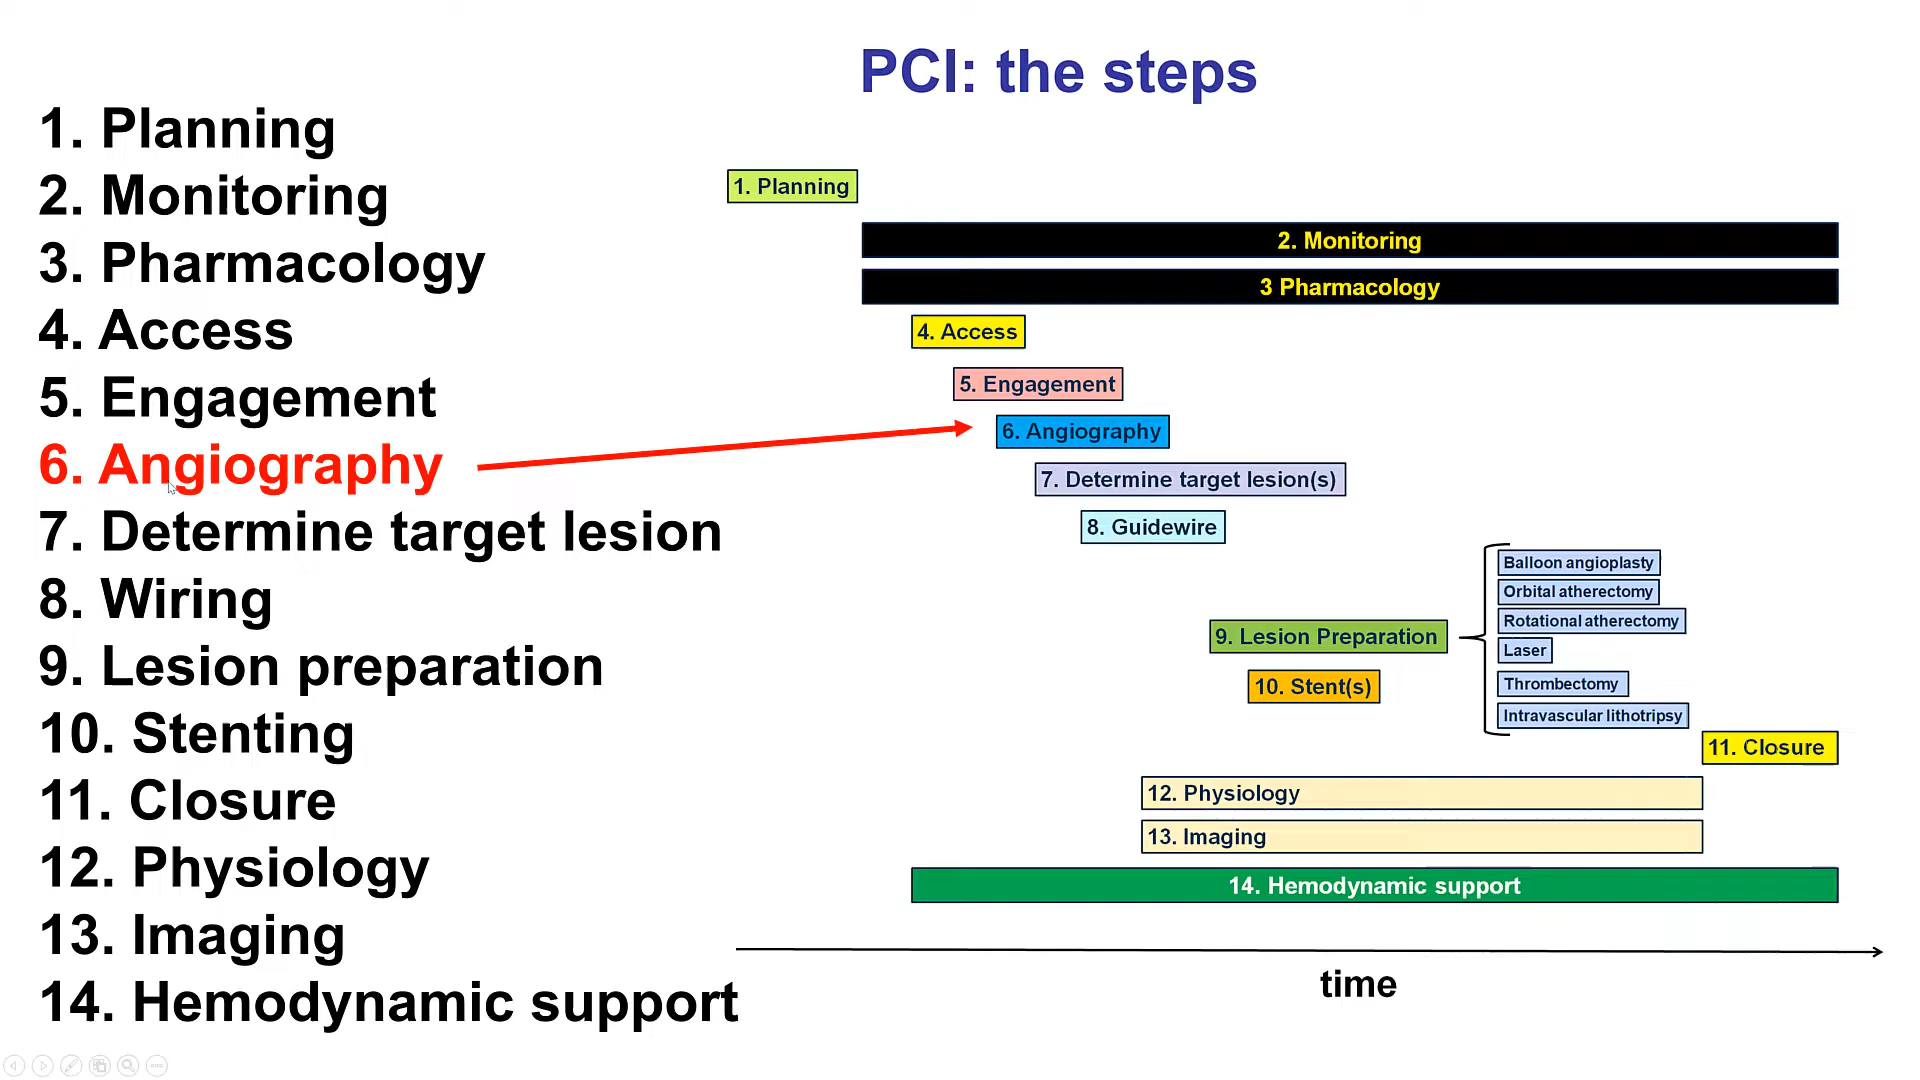 PCI: the steps
1. Planning
2. Monitoring
3. Pharmacology
4. Access
5. Engagement
6. Angiography
7. Determine target lesion
8. Wiring
9. Lesion preparation
10. Stenting
11. Closure
12. Physiology
13. Imaging
14. Hemodynamic support
1. Planning
2. Monitoring
3 Pharmacology
4. Access
5. Engagement
6. Angiography
7. Determine target lesion(s)
8. Guidewire
9. Lesion Preparation
Balloon angioplasty
Orbital atherectomy
Rotational atherectomy
Laser
Thrombectomy
Intravascular lithotripsy
10. Stent(s)
11. Closure
12. Physiology
13. Imaging
14. Hemodynamic support
time